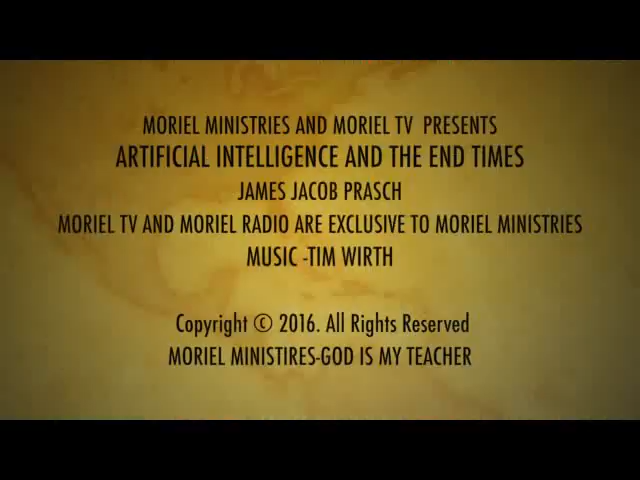 MORIEL MINISTRIES AND MORIEL TV PRESENTS
ARTIFICIAL INTELLIGENCE AND THE END TIMES
JAMES JACOB PRASCH
MORIEL TV AND MORIEL RADIO ARE EXCLUSIVE TO MORIEL MINISTRIES
MUSIC -TIM WIRTH
Copyright © 2016. All Rights Reserved
MORIEL MINISTIRES-GOD IS MY TEACHER